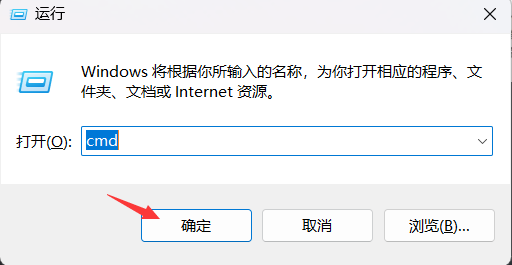 运行
Windows 将根据你所输入的名称，为你打开相应的程序、文
件夹、文档或 Internet 资源。
打开(O): cmd
确定 取消 浏览(B)...